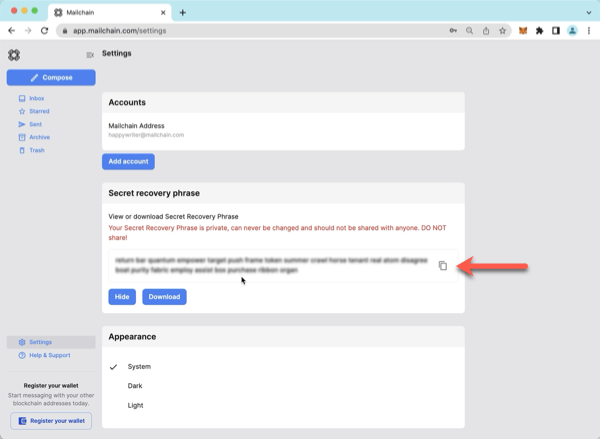 Mailchain
app.mailchain.com/settings
Settings
Compose
Inbox
Starred
Sent
Archive
Trash
Accounts
Mailchain Address
happywriter@mailchain.com
Add account
Secret recovery phrase
View or download Secret Recovery Phrase
Your Secret Recovery Phrase is private, can never be changed and should not be shared with anyone. DO NOT
share!
Hide
Download
Appearance
System
Dark
Light
Settings
Help & Support
Register your wallet
Start messaging with your other
blockchain addresses today.
Register your wallet